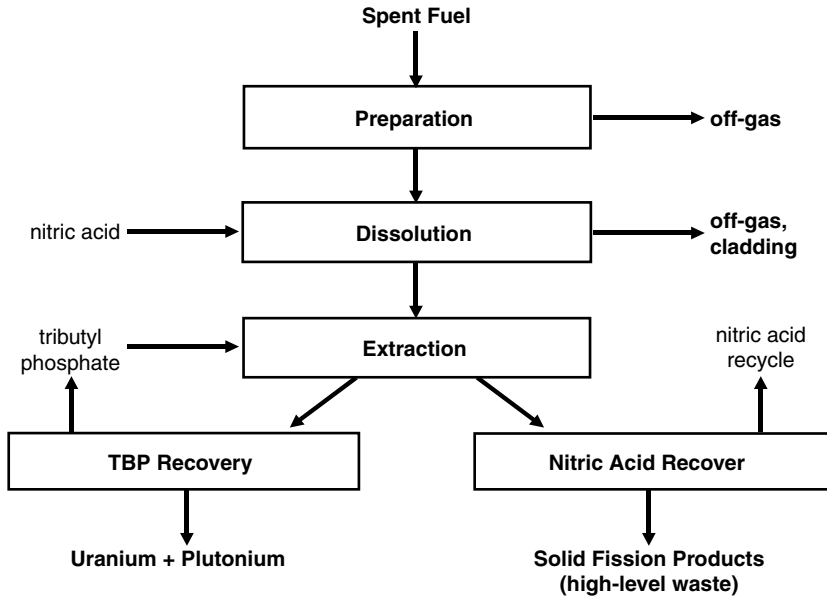 Spent Fuel
Preparation
off-gas
nitric acid
Dissolution
off-gas,
cladding
tributyl
phosphate
Extraction
nitric acid
recycle
TBP Recovery
Nitric Acid Recover
Uranium + Plutonium
Solid Fission Products
(high-level waste)